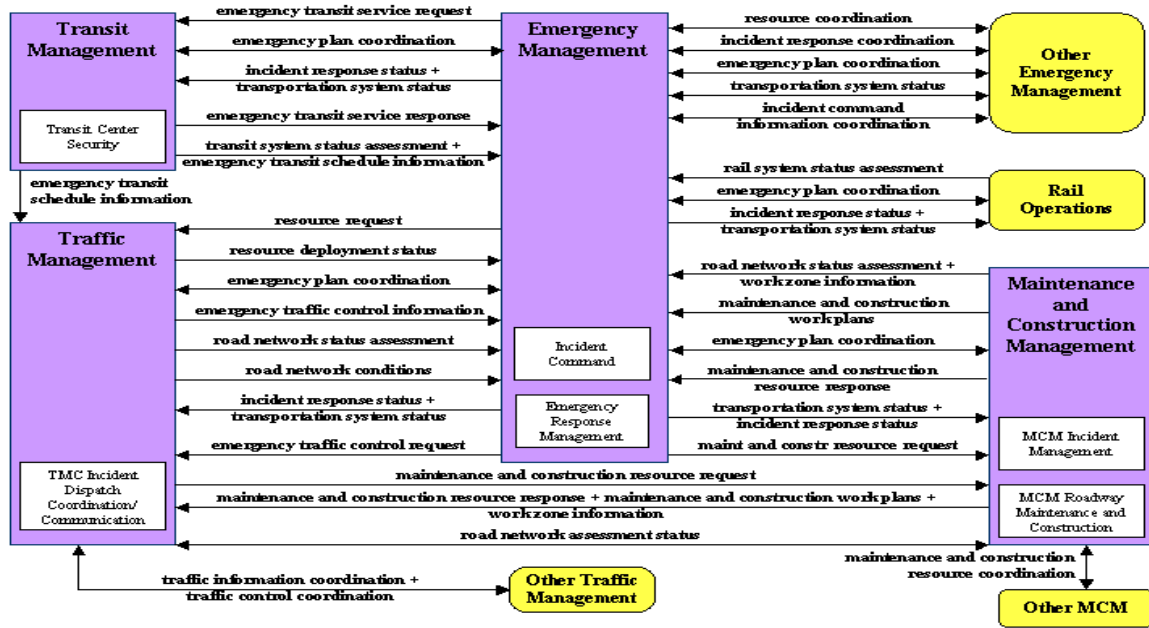 Transit
Management
Transit Center
Security
emergency transit service request
emergency plan coordination
incident response status +
transportation system status
emergency transit service response
transit system status assessment +
emergency transit schedule information
emergency transit
schedule information
Emergency
Management
Incident
Command
Emergency
Response
Management
resource coordination
incident response coordination
emergency plan coordination
transportation system status
incident command
information coordination
Other
Emergency
Management
rail system status assessment
emergency plan coordination
incident response status +
transportation system status
Rail
Operations
Traffic
Management
TMC Incident
Dispatch
Coordination/
Communication
resource request
resource deployment status
emergency plan coordination
emergency traffic control information
road network status assessment
road network conditions
incident response status +
transportation system status
emergency traffic control request
road network status assessment +
work zone information
maintenance and construction
work plans
emergency plan coordination
maintenance and construction
resource response
transportation system status +
incident response status
maint and constr resource request
Maintenance
and
Construction
Management
MCM Incident
Management
MCM Roadway
Maintenance and
Construction
maintenance and construction resource request
maintenance and construction resource response + maintenance and construction work plans +
work zone information
road network assessment status
traffic information coordination +
traffic control coordination
Other Traffic
Management
maintenance and construction
resource coordination
Other MCM